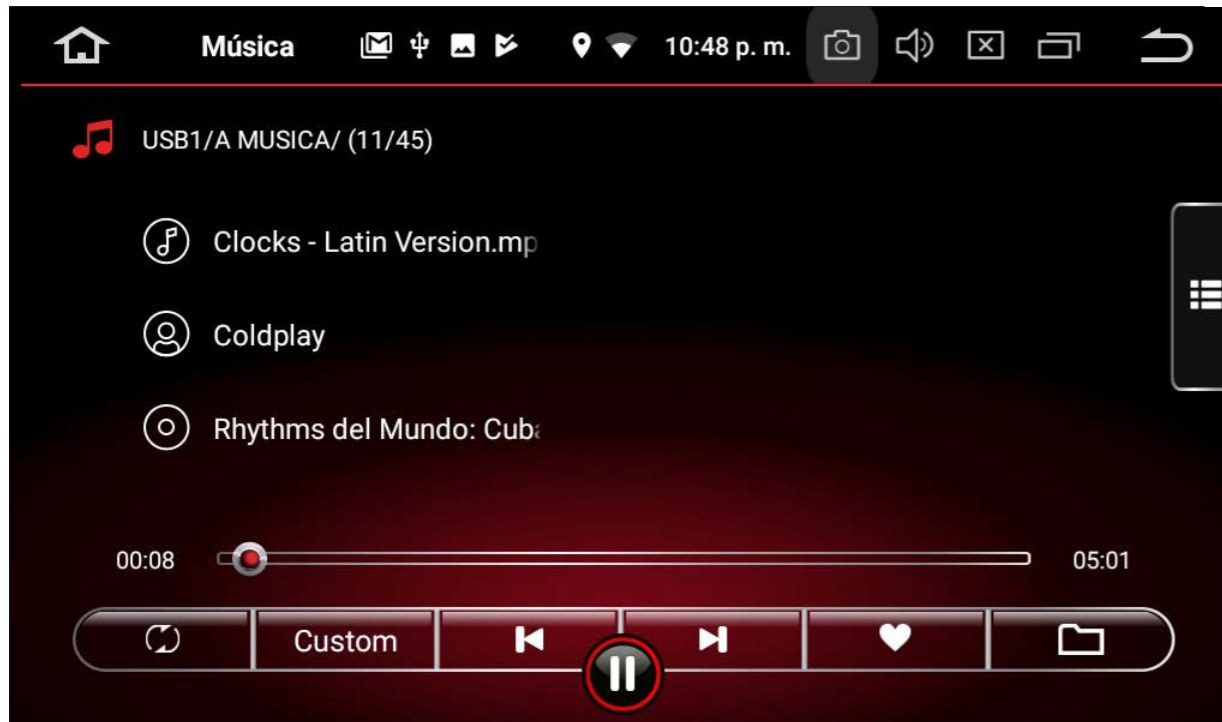 Música 10:48 p. m.
USB1/A MUSICA/ (11/45)
Clocks - Latin Version.mp
Coldplay
Rhythms del Mundo: Cub
00:08 05:01
Custom